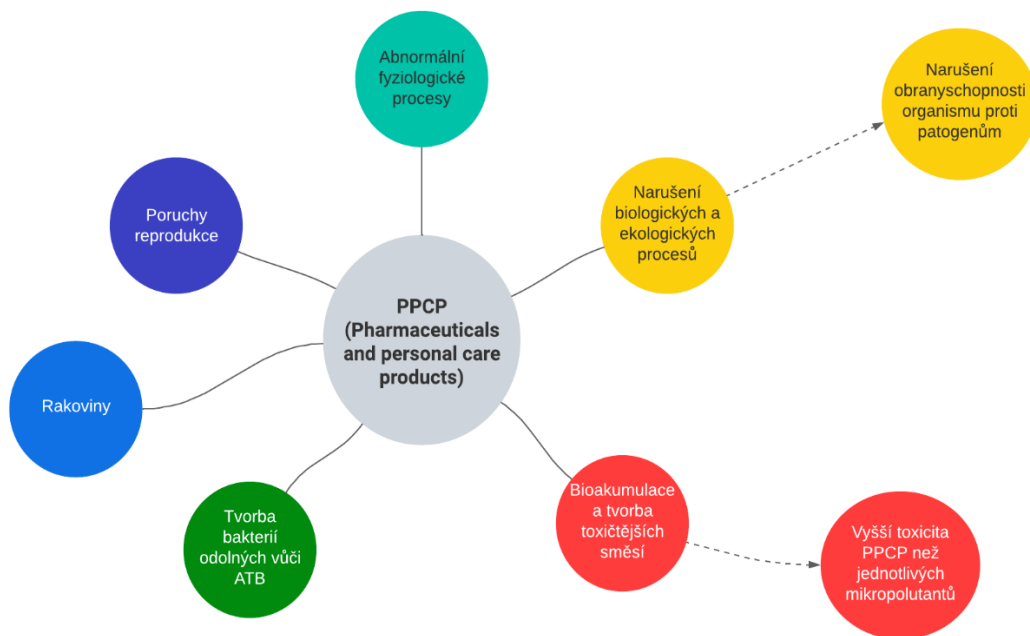 Abnormální
fyziologické
procesy
Narušení
obranyschopnosti
organismu proti
patogenům
Poruchy
reprodukce
Narušení
biologických a
ekologických
procesů
PPCP
(Pharmaceuticals
and personal care
products)
Rakoviny
Tvorba
bakterií
odolných vůči
ATB
Bioakumulace
a tvorba
toxičtějších
směsí
Vyšší toxicita
PPCP než
jednotlivých
mikropolutantů